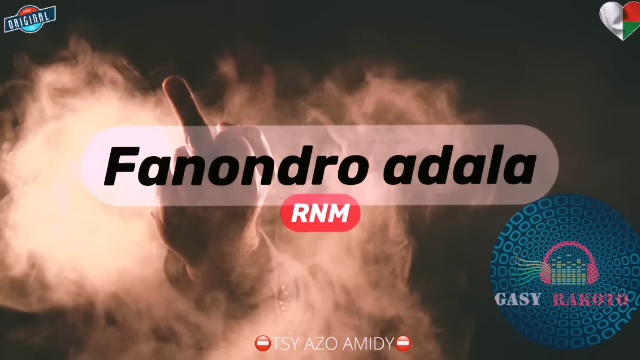 ORIGINAL
Fanondro adala
RNM
GASY RAKOTO
⛔TSY AZO AMIDY⛔